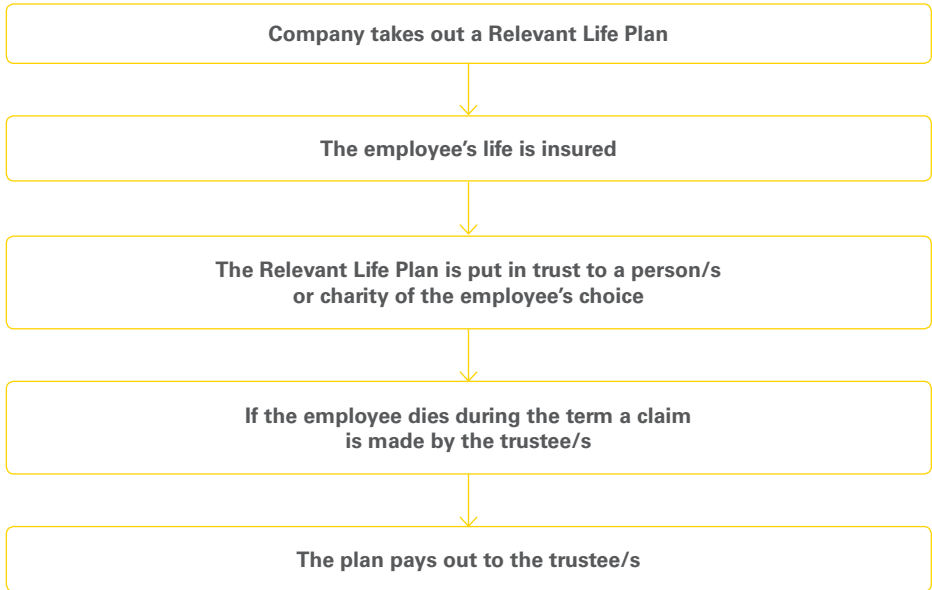 Company takes out a Relevant Life Plan
The employee’s life is insured
The Relevant Life Plan is put in trust to a person/s
or charity of the employee’s choice
If the employee dies during the term a claim
is made by the trustee/s
The plan pays out to the trustee/s